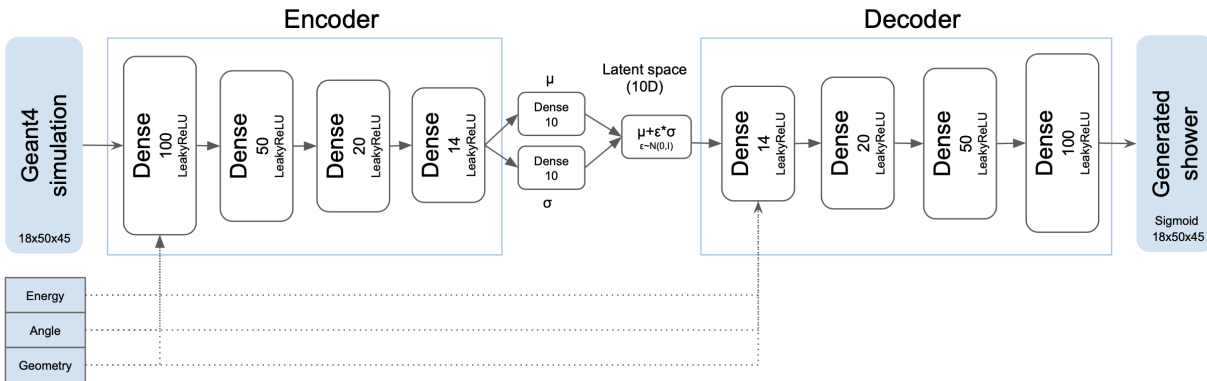 Encoder
Decoder
Geant4
simulation
18x50x45
Dense
100
LeakyReLU
Dense
50
LeakyReLU
Dense
20
LeakyReLU
Dense
14
LeakyReLU
μ
Dense
10
Dense
10
σ
Latent space
(10D)
μ+ε*σ
ε~N(0,I)
Dense
14
LeakyReLU
Dense
20
LeakyReLU
Dense
50
LeakyReLU
Dense
100
LeakyReLU
Generated
shower
Sigmoid
18x50x45
Energy
Angle
Geometry